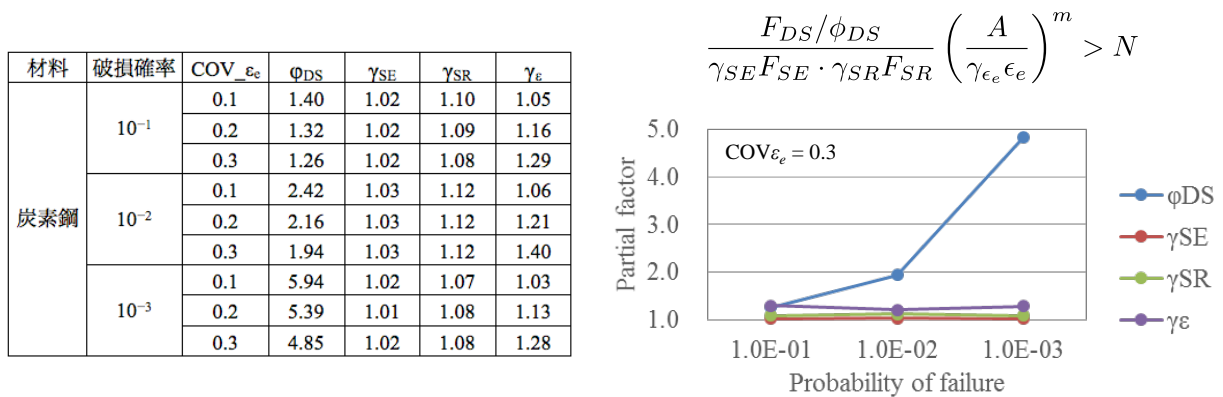 材料 破損確率 COV_εe φDS γSE γSR γε
炭素鋼
10⁻¹
0.1 1.40 1.02 1.10 1.05
0.2 1.32 1.02 1.09 1.16
0.3 1.26 1.02 1.08 1.29
10⁻²
0.1 2.42 1.03 1.12 1.06
0.2 2.16 1.03 1.12 1.21
0.3 1.94 1.03 1.12 1.40
10⁻³
0.1 5.94 1.02 1.07 1.03
0.2 5.39 1.01 1.08 1.13
0.3 4.85 1.02 1.08 1.28
F_DS/φ_DS
γ_SE F_SE · γ_SR F_SR
(A / γ_ϵe ϵ_e)^m > N
COVεe = 0.3
Partial factor
5.0
4.0
3.0
2.0
1.0
1.0E-01 1.0E-02 1.0E-03
Probability of failure
φDS
γSE
γSR
γε